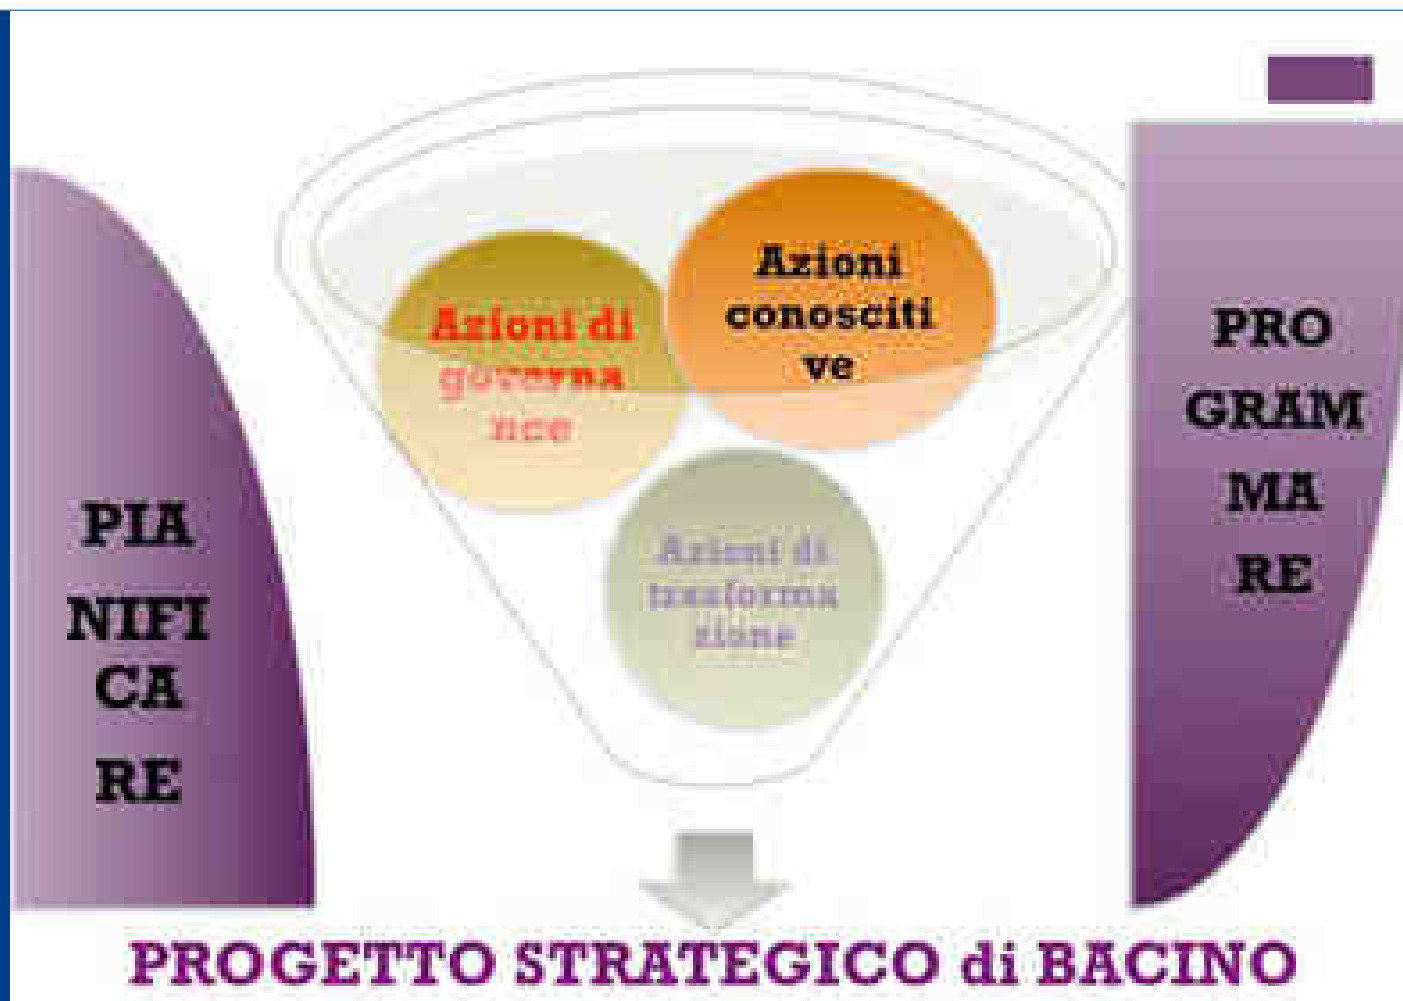 PIA
NIFI
CA
RE
Azioni di
governa
nce
Azioni
conosciti
ve
Azioni di
trasforma
zione
PRO
GRAM
MA
RE
PROGETTO STRATEGICO di BACINO